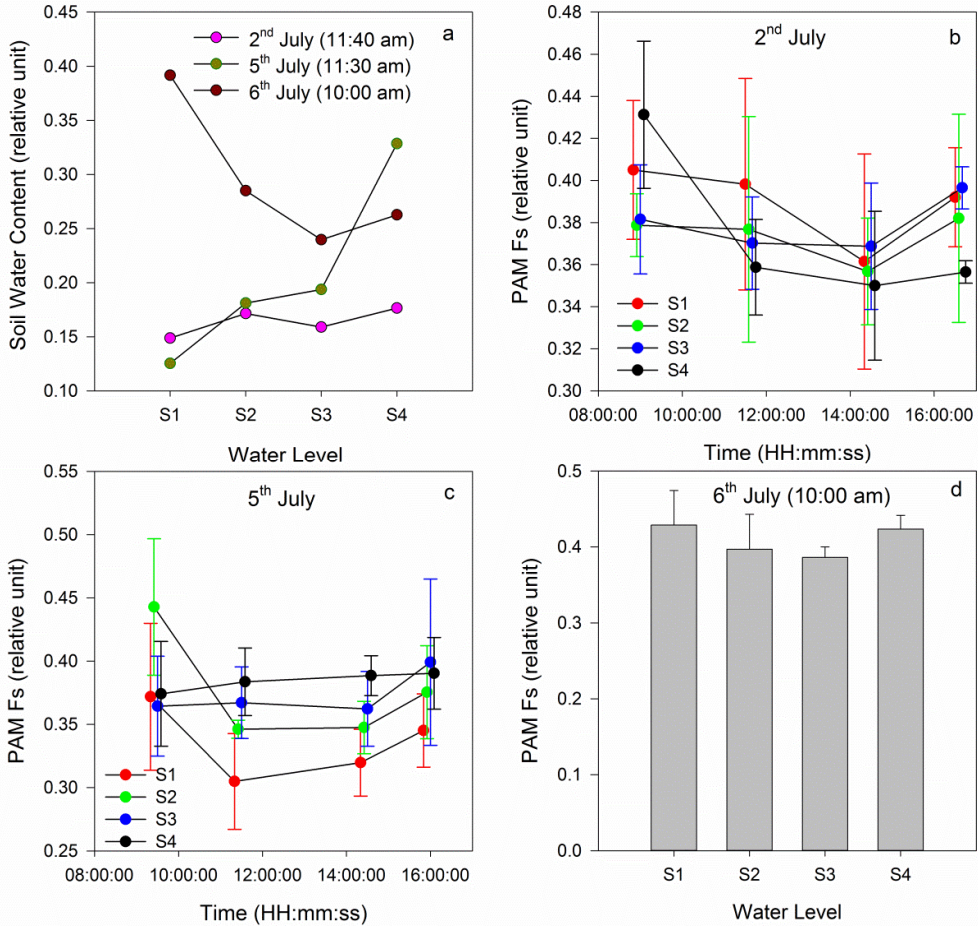 a
2nd July (11:40 am)
5th July (11:30 am)
6th July (10:00 am)
Soil Water Content (relative unit)
0.45
0.40
0.35
0.30
0.25
0.20
0.15
0.10
S1 S2 S3 S4
Water Level
b
2nd July
PAM Fs (relative unit)
0.48
0.46
0.44
0.42
0.40
0.38
0.36
0.34
0.32
0.30
S1
S2
S3
S4
08:00:00 10:00:00 12:00:00 14:00:00 16:00:00
Time (HH:mm:ss)
c
5th July
PAM Fs (relative unit)
0.55
0.50
0.45
0.40
0.35
0.30
0.25
S1
S2
S3
S4
08:00:00 10:00:00 12:00:00 14:00:00 16:00:00
Time (HH:mm:ss)
d
6th July (10:00 am)
PAM Fs (relative unit)
0.5
0.4
0.3
0.2
0.1
0.0
S1 S2 S3 S4
Water Level